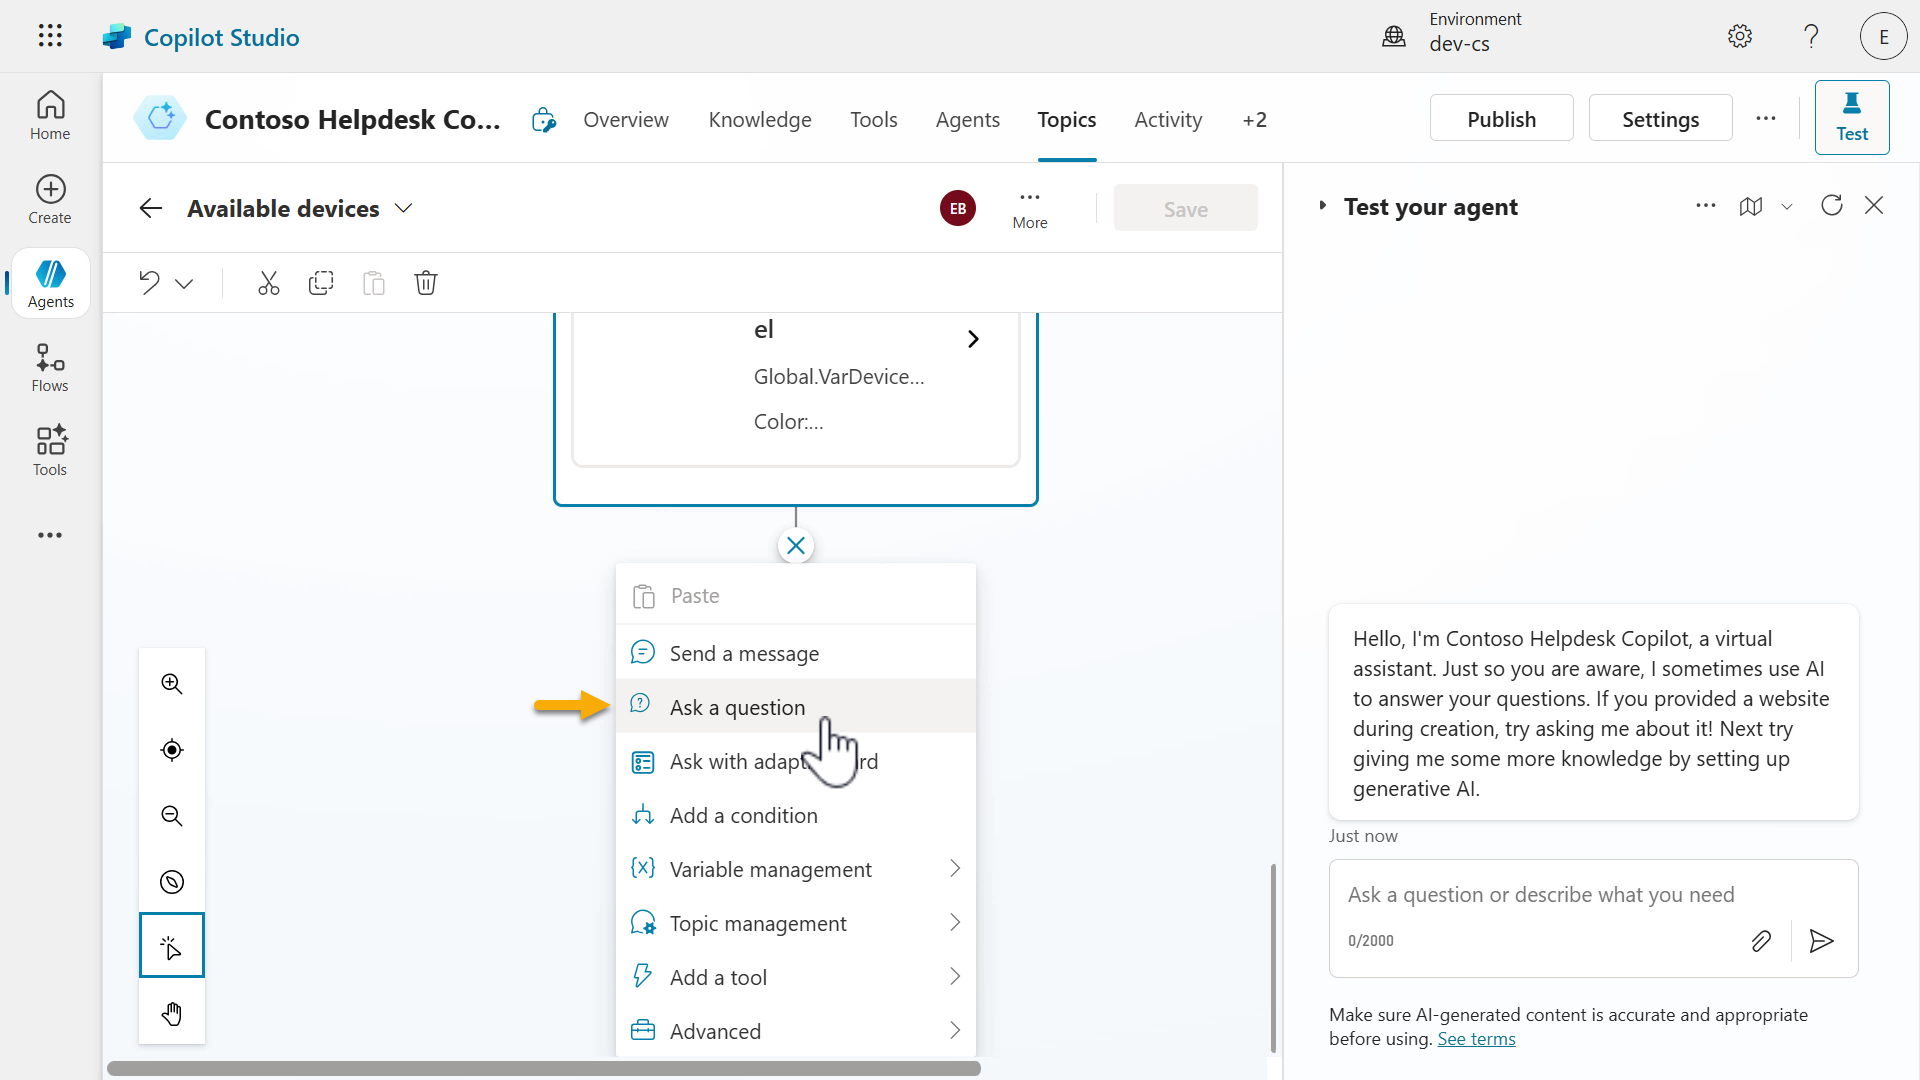 Copilot Studio
Environment
dev-cs
?
E
Home
Create
Agents
Flows
Tools
Contoso Helpdesk Co...
Overview
Knowledge
Tools
Agents
Topics
Activity
+2
Publish
Settings
Test
Available devices
EB
More
Save
el
Global.VarDevice...
Color:...
Paste
Send a message
Ask a question
Ask with adapt rd
Add a condition
Variable management
Topic management
Add a tool
Advanced
Test your agent
Hello, I'm Contoso Helpdesk Copilot, a virtual
assistant. Just so you are aware, I sometimes use AI
to answer your questions. If you provided a website
during creation, try asking me about it! Next try
giving me some more knowledge by setting up
generative AI.
Just now
Ask a question or describe what you need
0/2000
Make sure AI-generated content is accurate and appropriate
before using. See terms